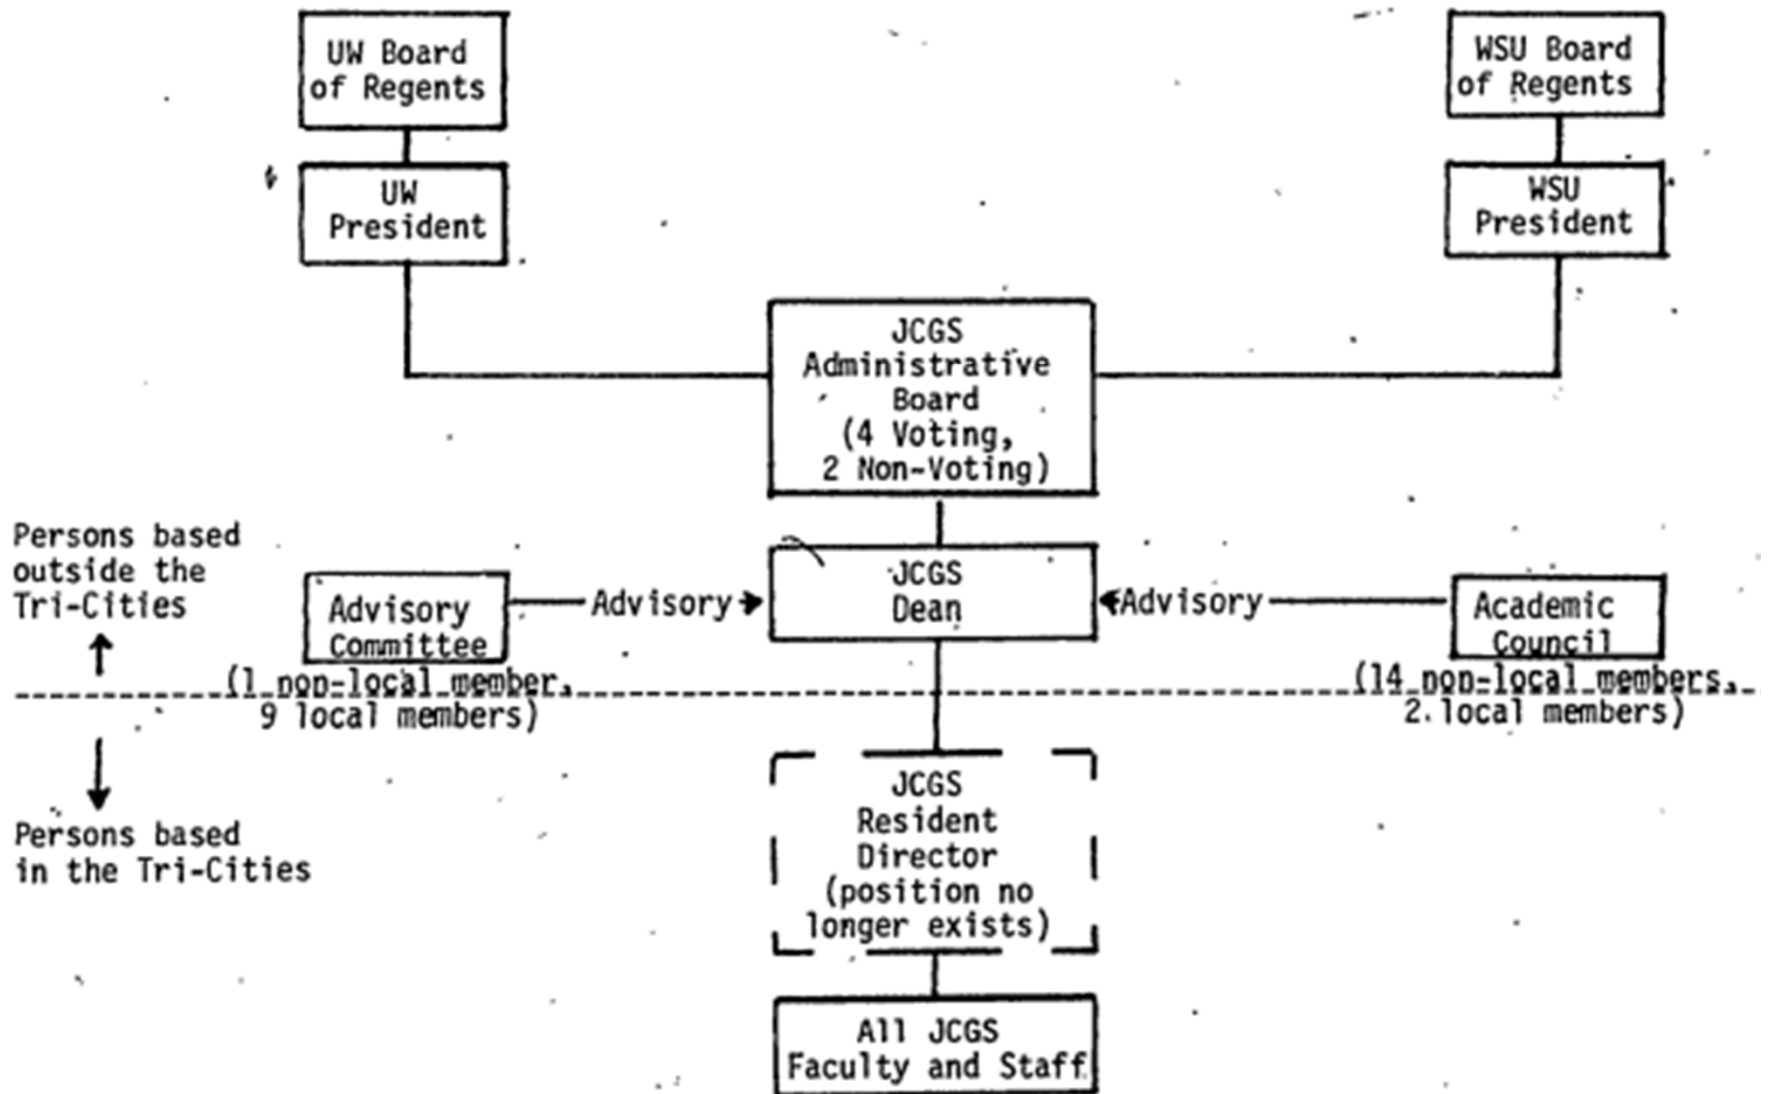 UW Board
of Regents
WSU Board
of Regents
UW
President
WSU
President
JCGS
Administrative
Board
(4 Voting,
2 Non-Voting)
Persons based
outside the
Tri-Cities
Advisory
Committee
Advisory
JCGS
Dean
Advisory
Academic
Council
(1 non-local member,
9 local members)
(14 non-local members,
2 local members)
Persons based
in the Tri-Cities
JCGS
Resident
Director
(position no
longer exists)
All JCGS
Faculty and Staff